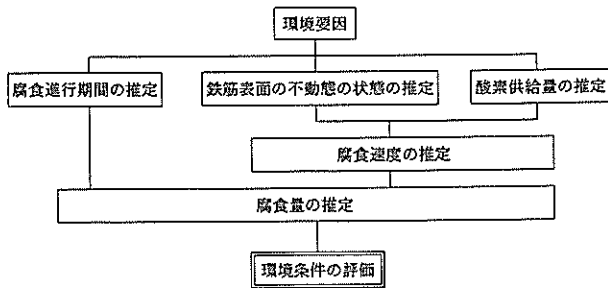 環境要因
腐食進行期間の推定
鉄筋表面の不動態の状態の推定
酸素供給量の推定
腐食速度の推定
腐食量の推定
環境条件の評価